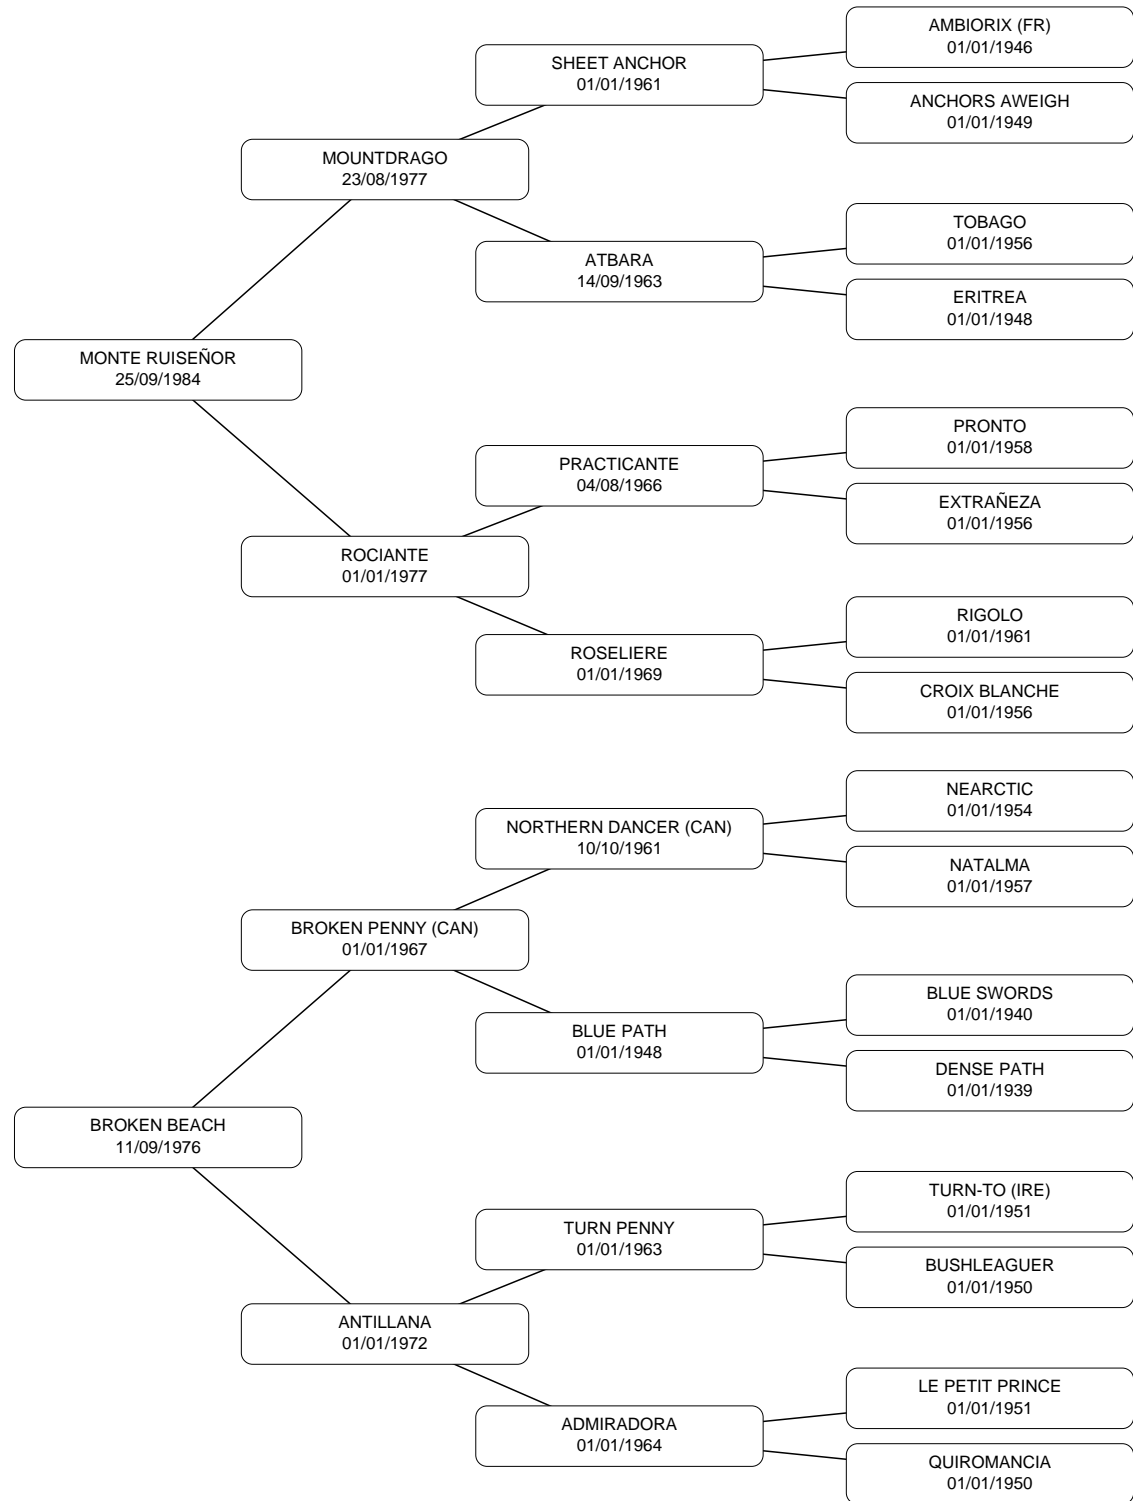 AMBIORIX (FR)
01/01/1946
SHEET ANCHOR
01/01/1961
ANCHORS AWEIGH
01/01/1949
MOUNTDRAGO
23/08/1977
TOBAGO
01/01/1956
ATBARA
14/09/1963
ERITREA
01/01/1948
MONTE RUISEÑOR
25/09/1984
PRONTO
01/01/1958
PRACTICANTE
04/08/1966
EXTRAÑEZA
01/01/1956
ROCIANTE
01/01/1977
RIGOLO
01/01/1961
ROSELIERE
01/01/1969
CROIX BLANCHE
01/01/1956
NEARCTIC
01/01/1954
NORTHERN DANCER (CAN)
10/10/1961
NATALMA
01/01/1957
BROKEN PENNY (CAN)
01/01/1967
BLUE SWORDS
01/01/1940
BLUE PATH
01/01/1948
DENSE PATH
01/01/1939
BROKEN BEACH
11/09/1976
TURN-TO (IRE)
01/01/1951
TURN PENNY
01/01/1963
BUSHLEAGUER
01/01/1950
ANTILLANA
01/01/1972
LE PETIT PRINCE
01/01/1951
ADMIRADORA
01/01/1964
QUIROMANCIA
01/01/1950